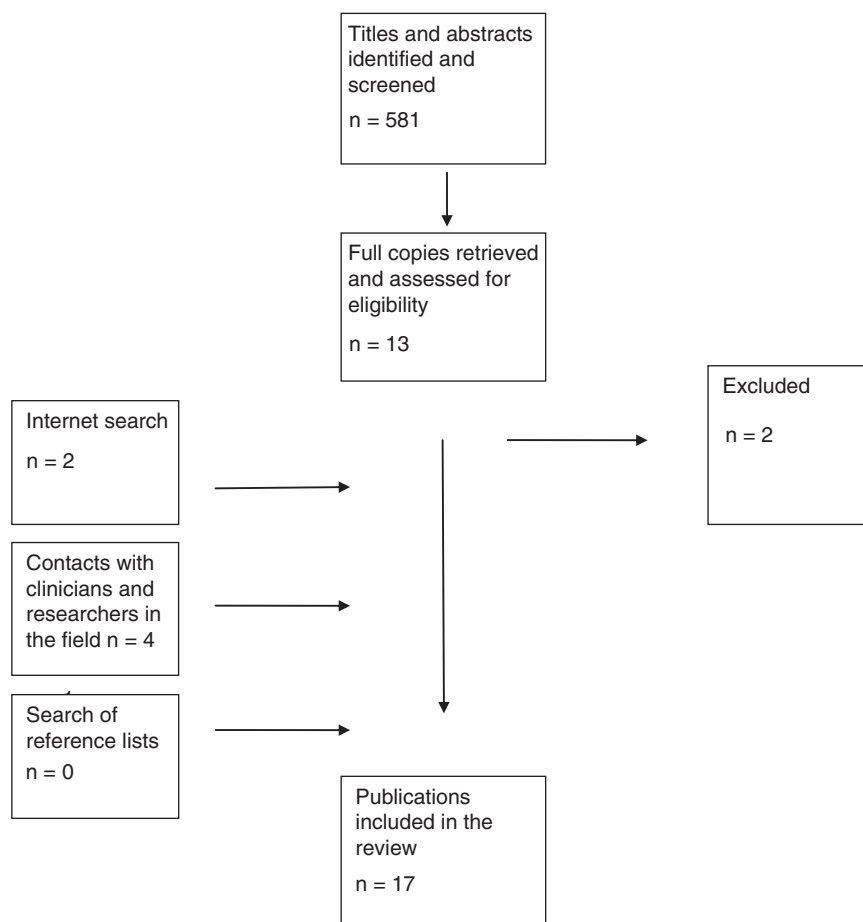 Titles and abstracts
identified and
screened
n = 581
Full copies retrieved
and assessed for
eligibility
n = 13
Excluded
n = 2
Internet search
n = 2
Contacts with
clinicians and
researchers in
the field n = 4
Search of
reference lists
n = 0
Publications
included in the
review
n = 17